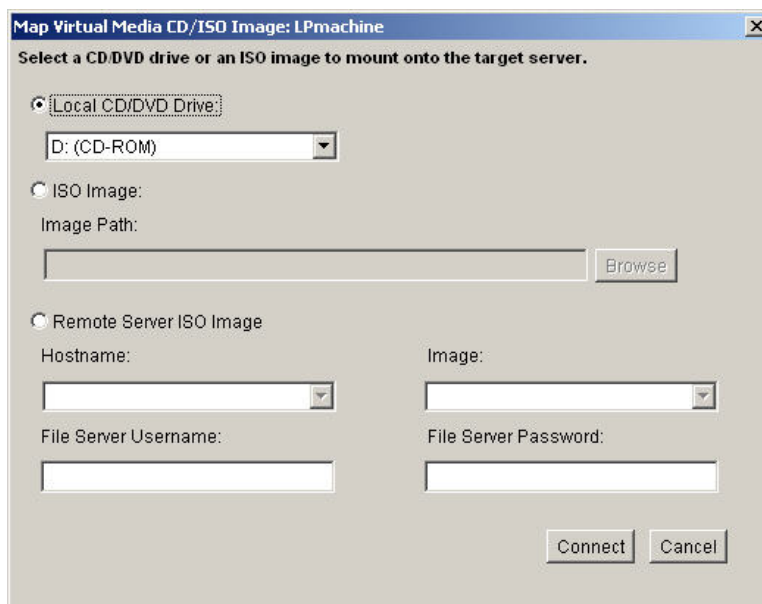 Map Virtual Media CD/ISO Image: LPmachine
Select a CD/DVD drive or an ISO image to mount onto the target server.
Local CD/DVD Drive:
D: (CD-ROM)
ISO Image:
Image Path:
Browse
Remote Server ISO Image
Hostname: Image:
File Server Username: File Server Password:
Connect Cancel